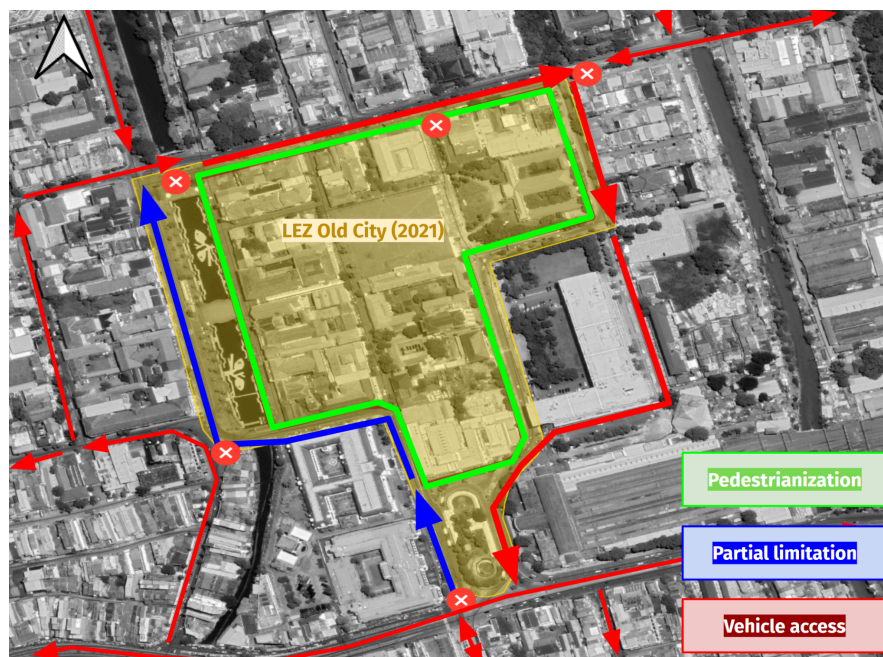 LEZ Old City (2021)
Pedestrianization
Partial limitation
Vehicle access